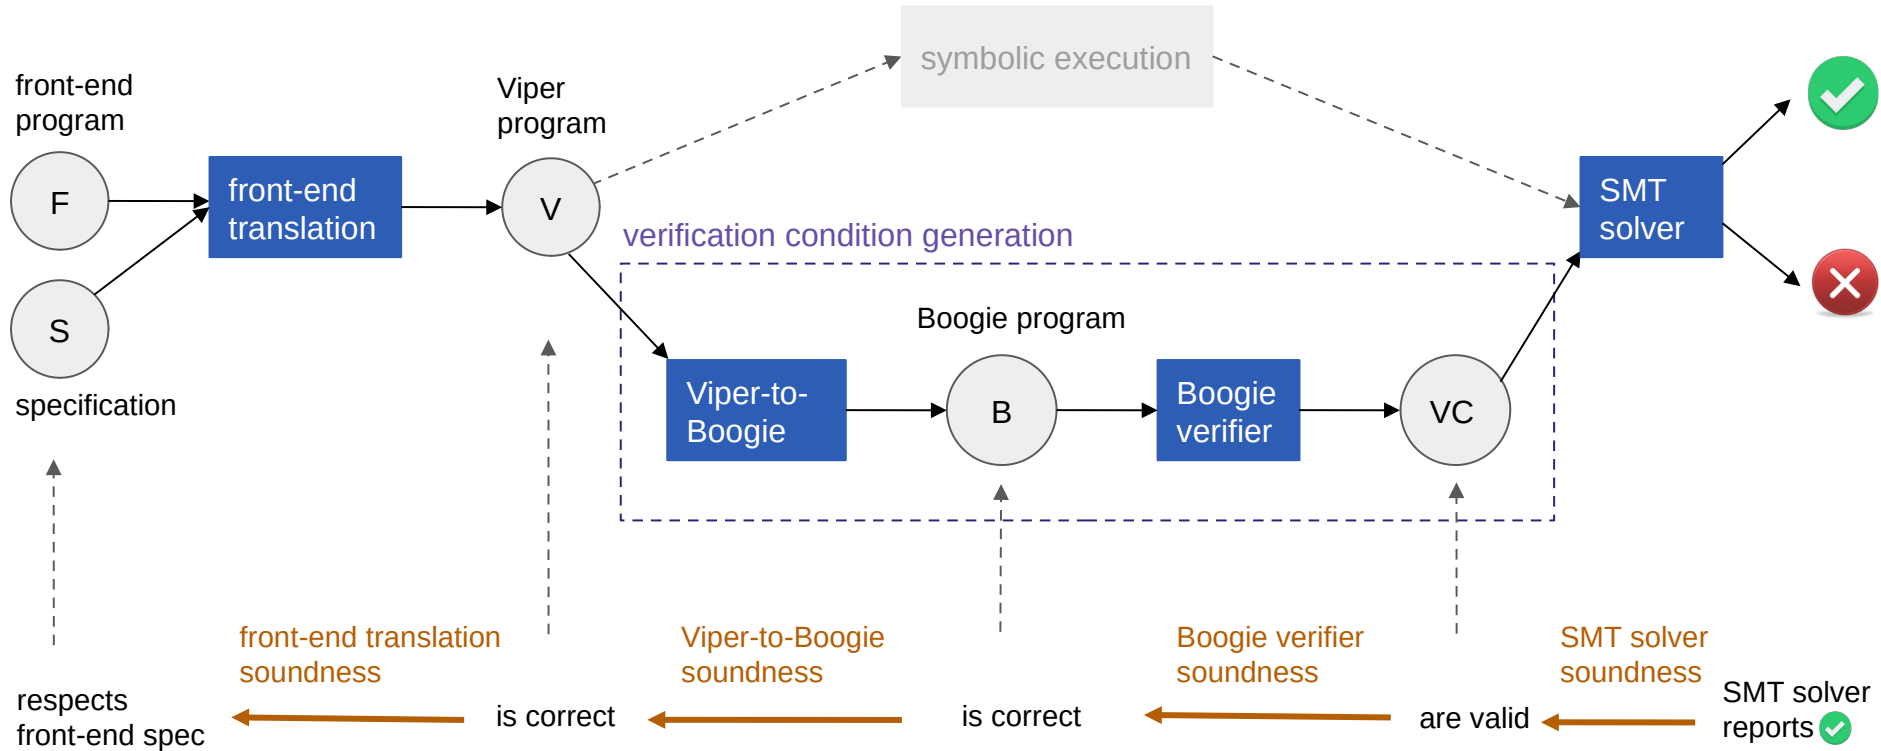 symbolic execution
front-end
program
Viper
program
F
front-end
translation
V
SMT
solver
verification condition generation
S
Boogie program
specification
Viper-to-
Boogie
B
Boogie
verifier
VC
front-end translation
soundness
Viper-to-Boogie
soundness
Boogie verifier
soundness
SMT solver
soundness
respects
front-end spec
is correct
is correct
are valid
SMT solver
reports